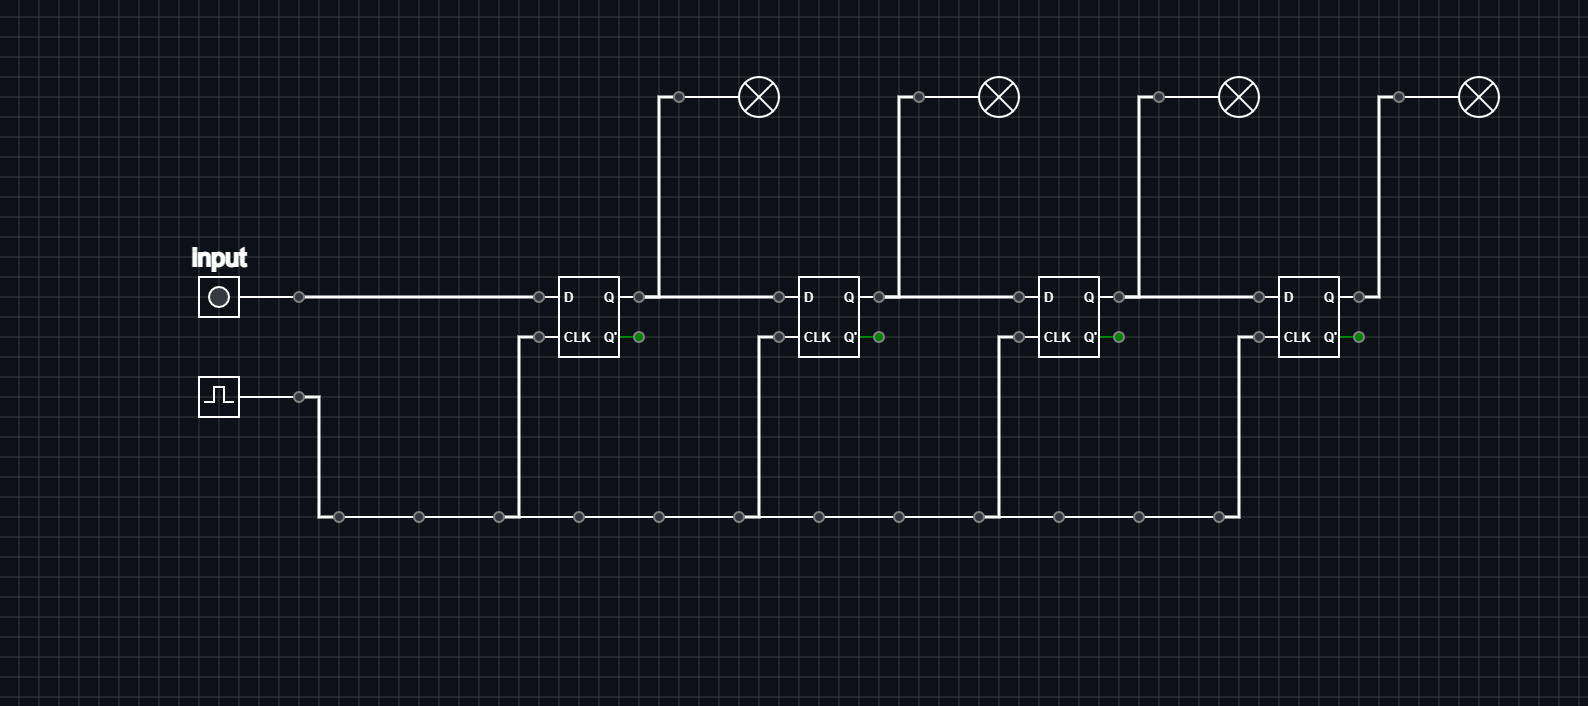 Input
D Q D Q D Q D Q
CLK Q' CLK Q' CLK Q' CLK Q'